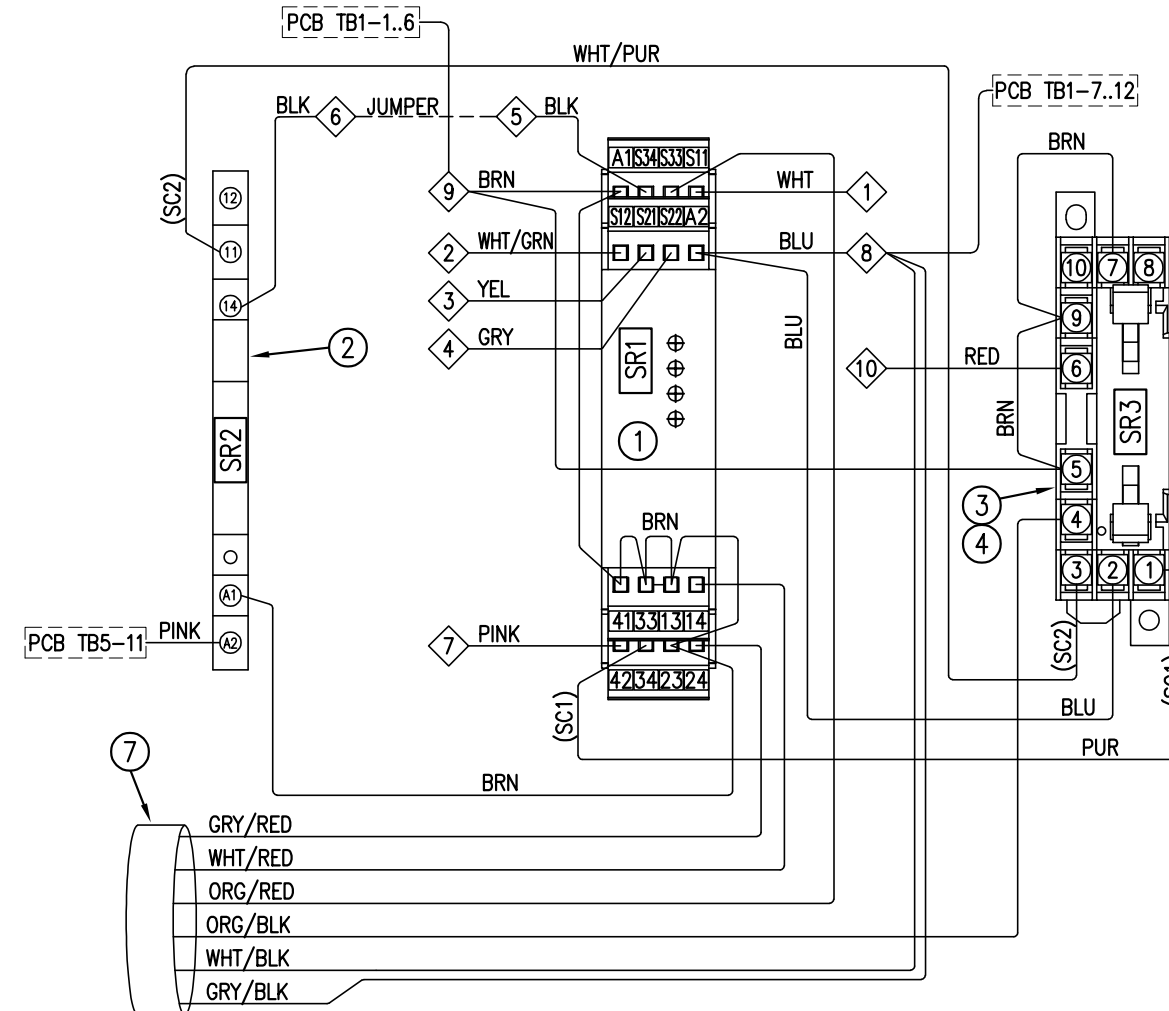 PCB TB1-1..6
WHT/PUR
PCB TB1-7..12
BLK
6
JUMPER
5
BLK
BRN
A1 S34 S33 S11
9
BRN
WHT
1
(SC2)
12
S12 S21 S22 A2
2
WHT/GRN
BLU
8
11
10 7 8
3
YEL
14
9
4
GRY
2
SR1
BLU
10
RED
6
SR3
BRN
1
SR2
5
3
4
4
BRN
3 2 1
A1
41 33 13 14
PCB TB5-11
PINK
A2
7
PINK
(SC2)
42 34 23 24
(SC1)
BLU
PUR
7
BRN
GRY/RED
WHT/RED
ORG/RED
ORG/BLK
WHT/BLK
GRY/BLK